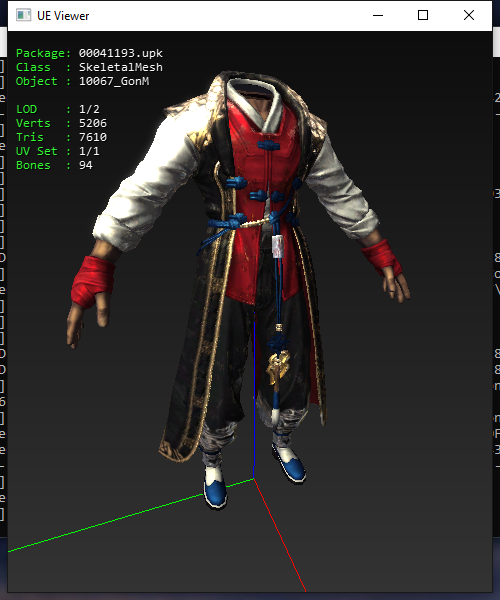 UE Viewer
Package: 00041193.upk
Class : SkeletalMesh
Object : 10067_GonM
LOD : 1/2
Verts : 5206
Tris : 7610
UV Set : 1/1
Bones : 94